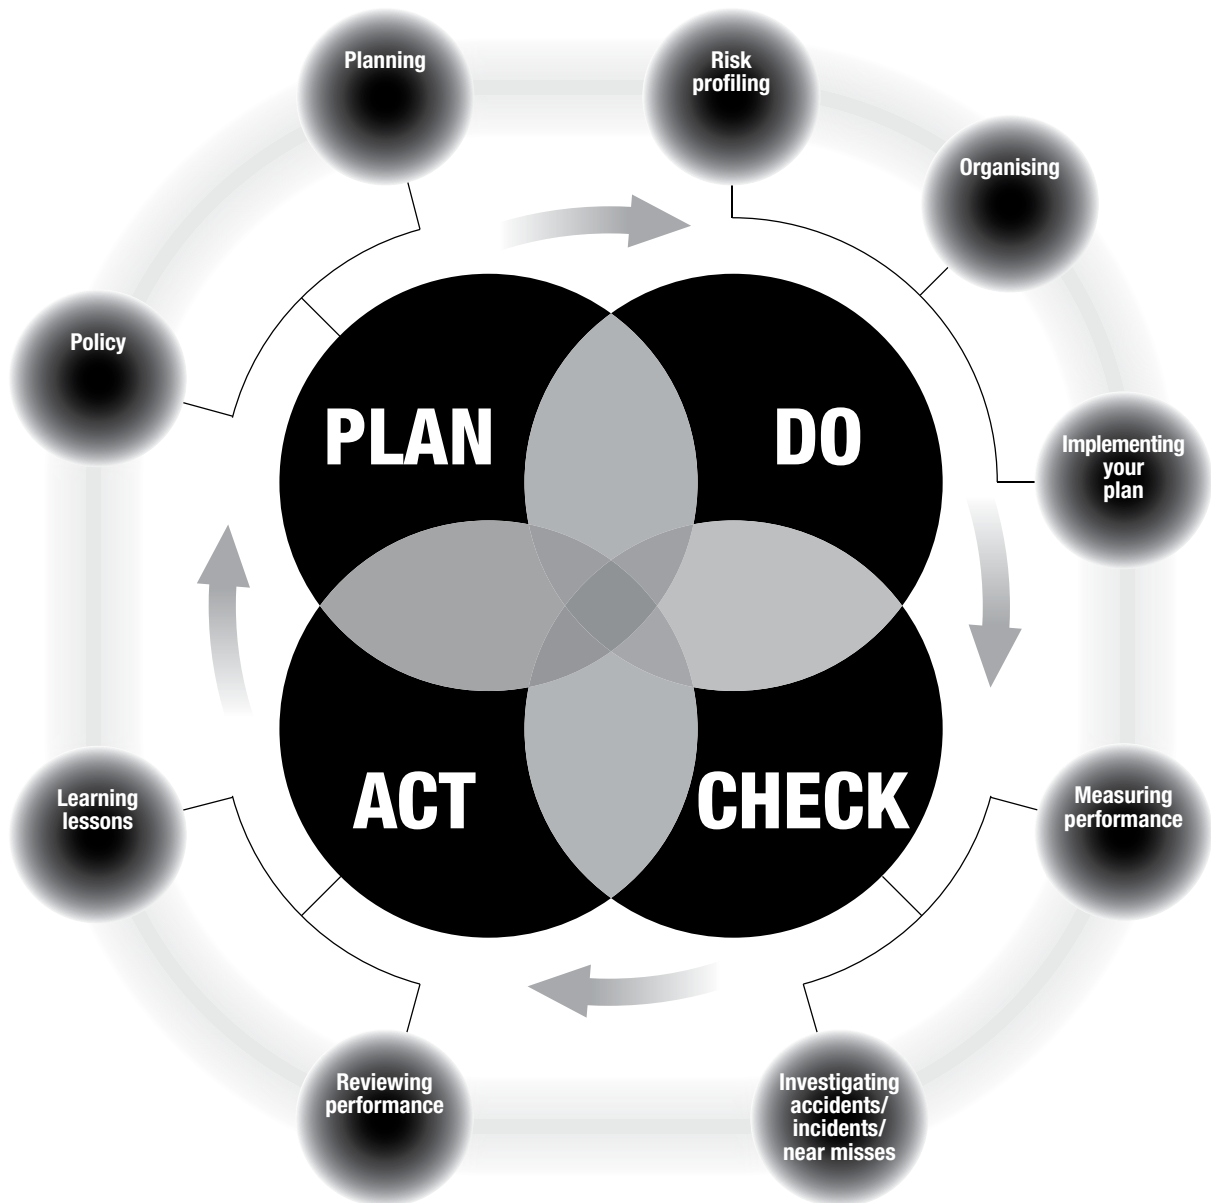 Planning
Risk
profiling
Organising
Policy
PLAN
DO
Implementing
your
plan
Learning
lessons
ACT
CHECK
Measuring
performance
Reviewing
performance
Investigating
accidents/
incidents/
near misses